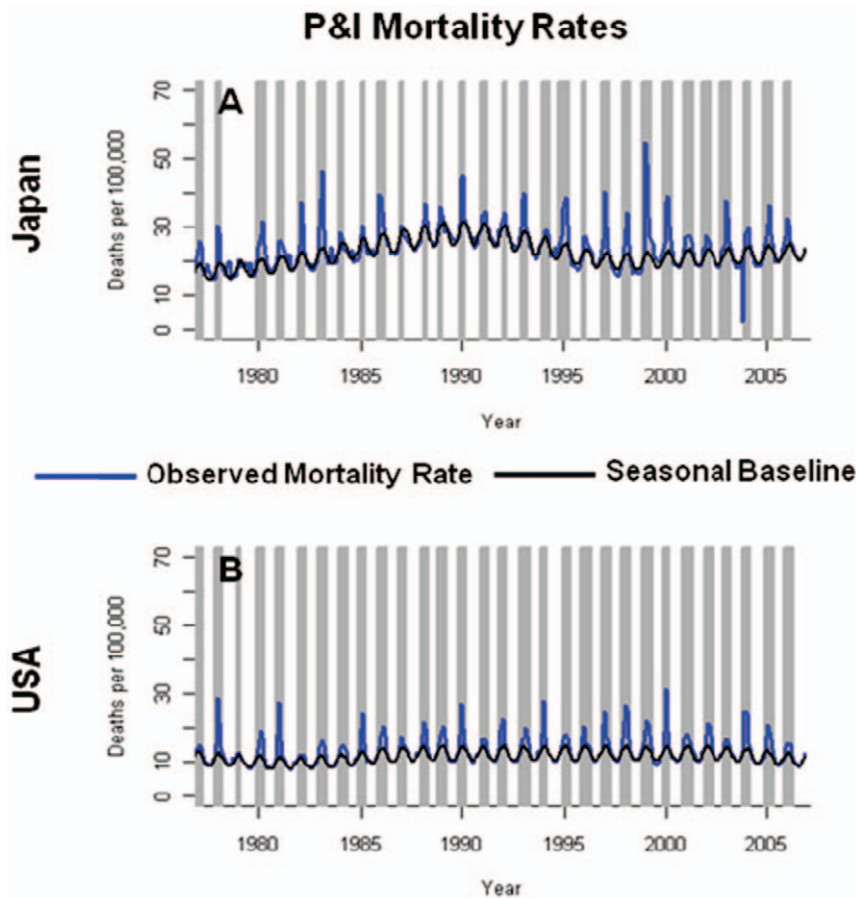 P&I Mortality Rates
Japan
A
Deaths per 100,000
70
50
30
10
0
1980 1985 1990 1995 2000 2005
Year
Observed Mortality Rate Seasonal Baseline
USA
B
Deaths per 100,000
70
50
30
10
0
1980 1985 1990 1995 2000 2005
Year